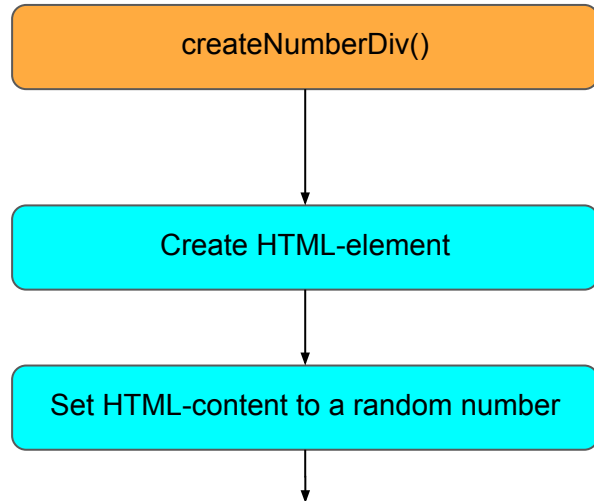 createNumberDiv()
Create HTML-element
Set HTML-content to a random number